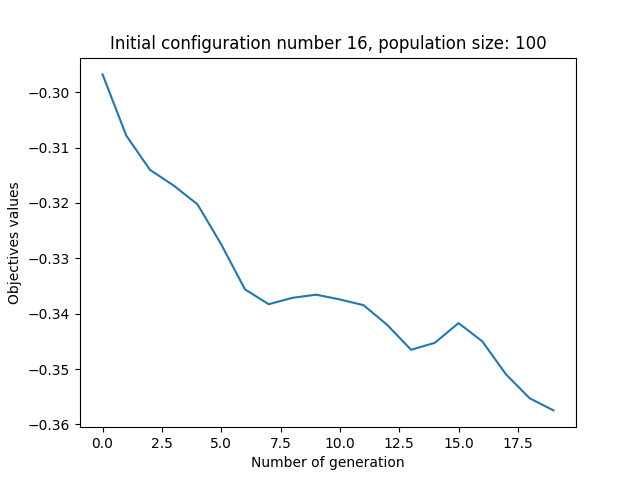 Initial configuration number 16, population size: 100
Objectives values
−0.30
−0.31
−0.32
−0.33
−0.34
−0.35
−0.36
0.0 2.5 5.0 7.5 10.0 12.5 15.0 17.5
Number of generation